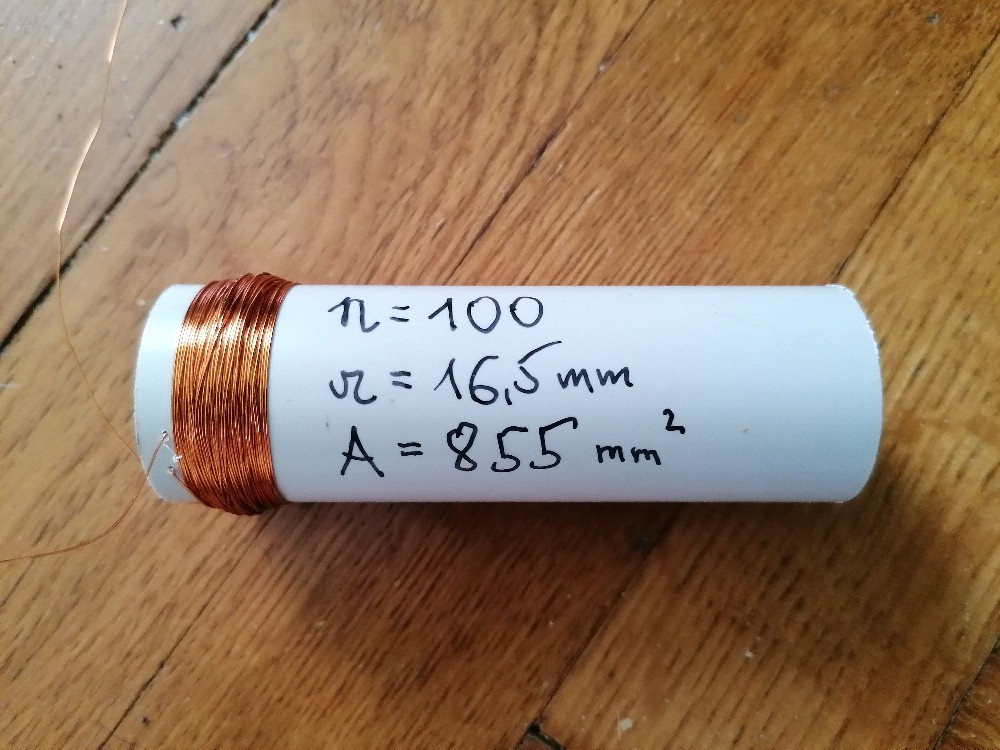 n = 100
r = 16,5 mm
A = 855 mm²